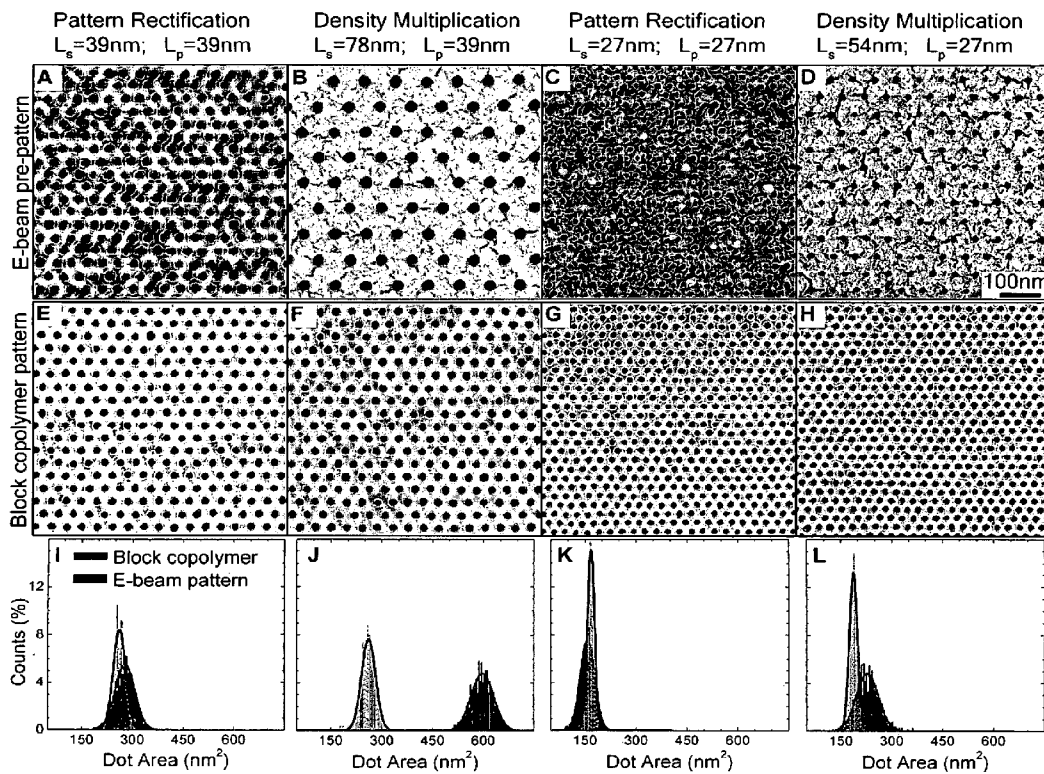 Pattern Rectification
Lₛ=39nm; Lₚ=39nm
Density Multiplication
Lₛ=78nm; Lₚ=39nm
Pattern Rectification
Lₛ=27nm; Lₚ=27nm
Density Multiplication
Lₛ=54nm; Lₚ=27nm
E-beam pre-pattern
A
B
C
D
100nm
Block copolymer pattern
E
F
G
H
I
Block copolymer
E-beam pattern
J
K
L
Counts (%)
12
8
4
0
150 300 450 600
150 300 450 600
150 300 450 600
150 300 450 600
Dot Area (nm²)
Dot Area (nm²)
Dot Area (nm²)
Dot Area (nm²)